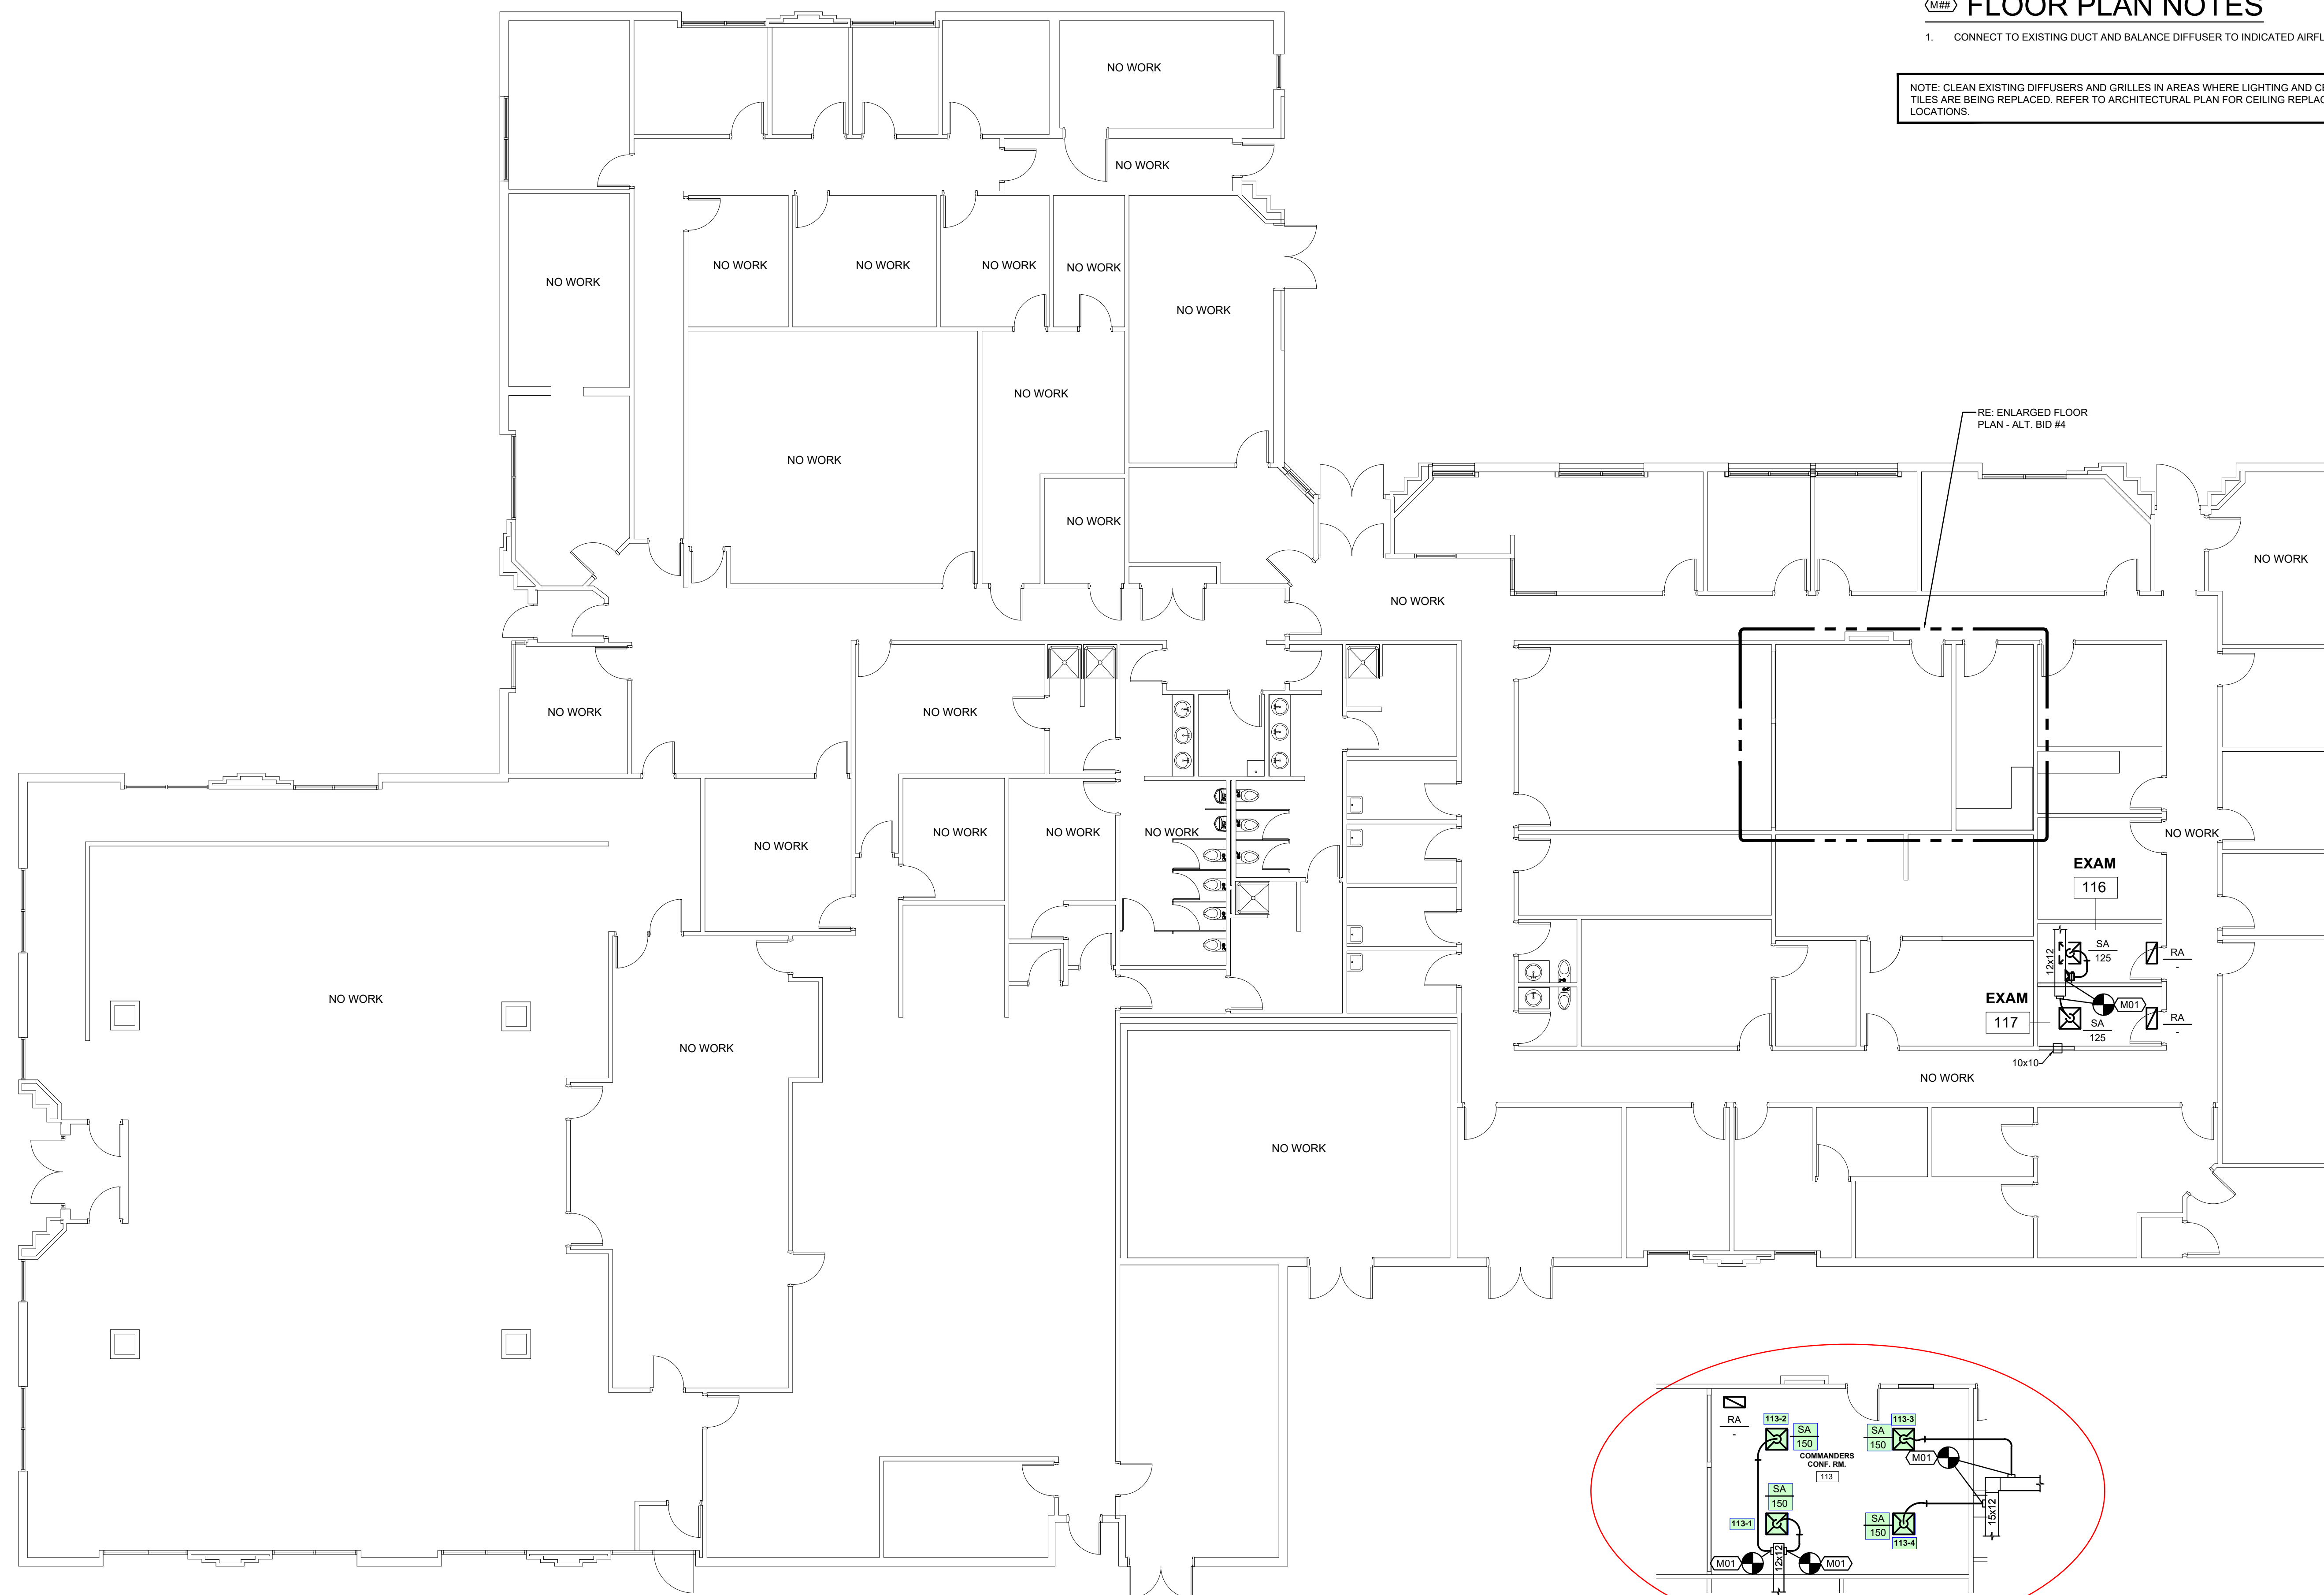 M##
FLOOR PLAN NOTES
1. CONNECT TO EXISTING DUCT AND BALANCE DIFFUSER TO INDICATED
NOTE: CLEAN EXISTING DIFFUSERS AND GRILLES IN AREAS WHERE LIGHTING AND
TILES ARE BEING REPLACED. REFER TO ARCHITECTURAL PLAN FOR CEILING
LOCATIONS.
NO WORK
NO WORK
NO WORK
NO WORK
NO WORK
NO WORK
NO WORK
NO WORK
NO WORK
RE: ENLARGED FLOOR
PLAN - ALT. BID #4
NO WORK
NO WORK
NO WORK
NO WORK
NO WORK
NO WORK
NO WORK
NO WORK
NO WORK
NO WORK
NO WORK
NO WORK
EXAM
116
12x12
SA
125
RA
-
NO WORK
EXAM
117
M01
SA
125
RA
-
10x10
NO WORK
NO WORK
NO WORK
RA
-
113-2
SA
150
113-3
SA
150
COMMANDERS
CONF. RM.
113
M01
SA
150
113-1
SA
150
113-4
15x12
M01
12x12
M01